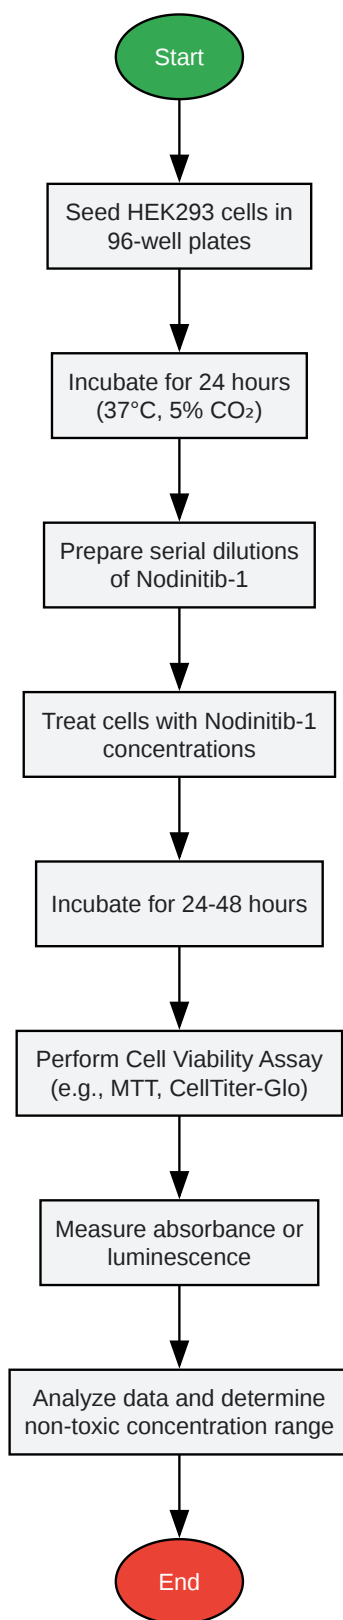 Start
Seed HEK293 cells in
96-well plates
Incubate for 24 hours
(37°C, 5% CO₂)
Prepare serial dilutions
of Nodinitib-1
Treat cells with Nodinitib-1
concentrations
Incubate for 24-48 hours
Perform Cell Viability Assay
(e.g., MTT, CellTiter-Glo)
Measure absorbance or
luminescence
Analyze data and determine
non-toxic concentration range
End